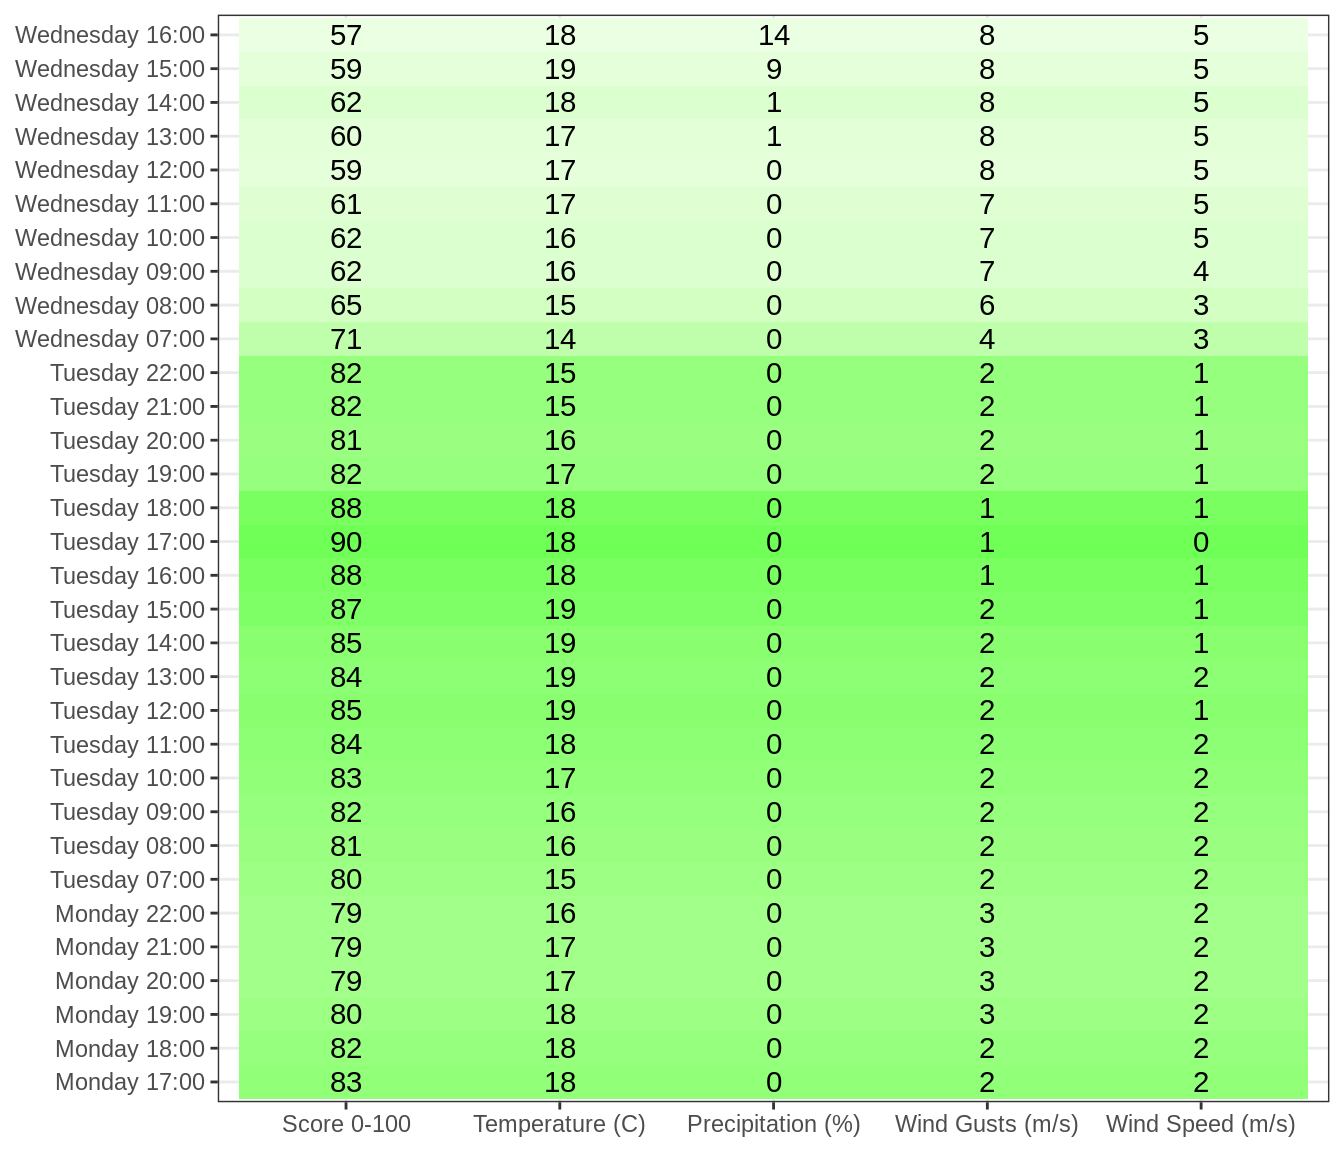 Wednesday 16:00 57 18 14 8 5
Wednesday 15:00 59 19 9 8 5
Wednesday 14:00 62 18 1 8 5
Wednesday 13:00 60 17 1 8 5
Wednesday 12:00 59 17 0 8 5
Wednesday 11:00 61 17 0 7 5
Wednesday 10:00 62 16 0 7 5
Wednesday 09:00 62 16 0 7 4
Wednesday 08:00 65 15 0 6 3
Wednesday 07:00 71 14 0 4 3
Tuesday 22:00 82 15 0 2 1
Tuesday 21:00 82 15 0 2 1
Tuesday 20:00 81 16 0 2 1
Tuesday 19:00 82 17 0 2 1
Tuesday 18:00 88 18 0 1 1
Tuesday 17:00 90 18 0 1 0
Tuesday 16:00 88 18 0 1 1
Tuesday 15:00 87 19 0 2 1
Tuesday 14:00 85 19 0 2 1
Tuesday 13:00 84 19 0 2 2
Tuesday 12:00 85 19 0 2 1
Tuesday 11:00 84 18 0 2 2
Tuesday 10:00 83 17 0 2 2
Tuesday 09:00 82 16 0 2 2
Tuesday 08:00 81 16 0 2 2
Tuesday 07:00 80 15 0 2 2
Monday 22:00 79 16 0 3 2
Monday 21:00 79 17 0 3 2
Monday 20:00 79 17 0 3 2
Monday 19:00 80 18 0 3 2
Monday 18:00 82 18 0 2 2
Monday 17:00 83 18 0 2 2
Score 0-100 Temperature (C) Precipitation (%) Wind Gusts (m/s) Wind Speed (m/s)